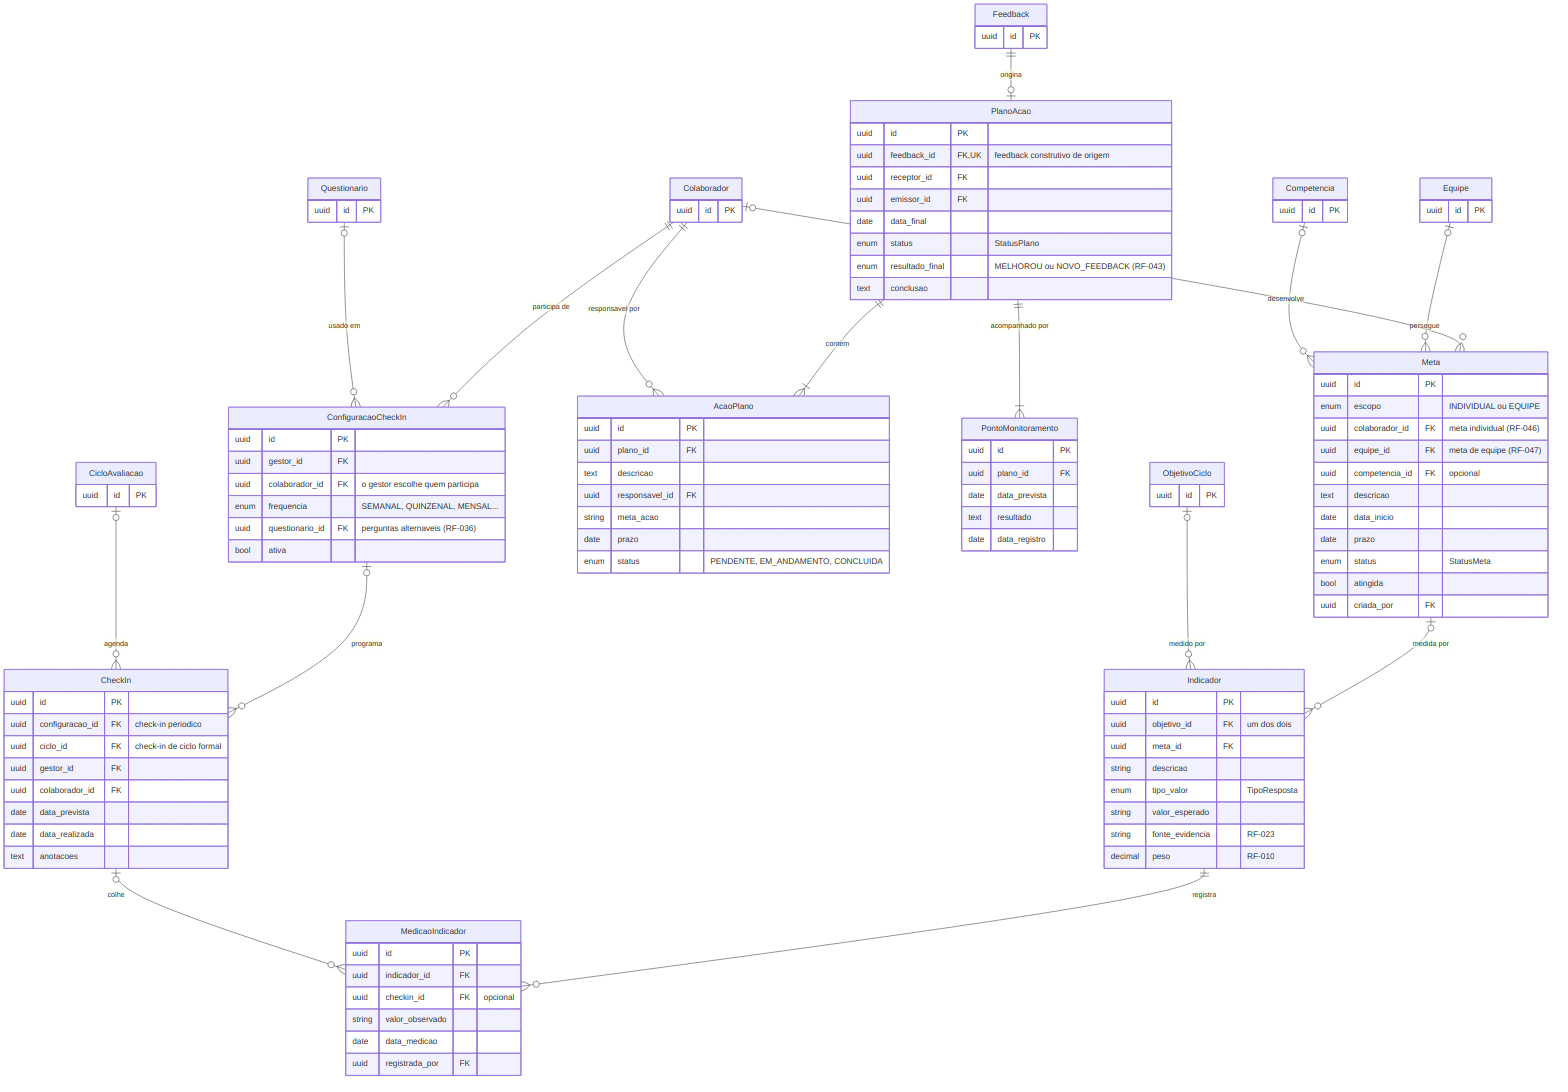 Feedback
uuid id PK
origina
PlanoAcao
uuid id PK
uuid feedback_id FK,UK feedback construtivo de origem
uuid receptor_id FK
uuid emissor_id FK
date data_final
enum status StatusPlano
enum resultado_final MELHOROU ou NOVO_FEEDBACK (RF-043)
text conclusao
Questionario
uuid id PK
Colaborador
uuid id PK
Competencia
uuid id PK
Equipe
uuid id PK
usado em
participa de
responsavel por
contem
acompanhado por
desenvolve
persegue
ConfiguracaoCheckIn
uuid id PK
uuid gestor_id FK
uuid colaborador_id FK o gestor escolhe quem participa
enum frequencia SEMANAL, QUINZENAL, MENSAL...
uuid questionario_id FK perguntas alternaveis (RF-036)
bool ativa
AcaoPlano
uuid id PK
uuid plano_id FK
text descricao
uuid responsavel_id FK
string meta_acao
date prazo
enum status PENDENTE, EM_ANDAMENTO, CONCLUIDA
PontoMonitoramento
uuid id PK
uuid plano_id FK
date data_prevista
text resultado
date data_registro
Meta
uuid id PK
enum escopo INDIVIDUAL ou EQUIPE
uuid colaborador_id FK meta individual (RF-046)
uuid equipe_id FK meta de equipe (RF-047)
uuid competencia_id FK opcional
text descricao
date data_inicio
date prazo
enum status StatusMeta
bool atingida
uuid criada_por FK
CicloAvaliacao
uuid id PK
ObjetivoCiclo
uuid id PK
agenda
programa
medido por
medida por
CheckIn
uuid id PK
uuid configuracao_id FK check-in periodico
uuid ciclo_id FK check-in de ciclo formal
uuid gestor_id FK
uuid colaborador_id FK
date data_prevista
date data_realizada
text anotacoes
Indicador
uuid id PK
uuid objetivo_id FK um dos dois
uuid meta_id FK
string descricao
enum tipo_valor TipoResposta
string valor_esperado
string fonte_evidencia RF-023
decimal peso RF-010
colhe
registra
MedicaoIndicador
uuid id PK
uuid indicador_id FK
uuid checkin_id FK opcional
string valor_observado
date data_medicao
uuid registrada_por FK